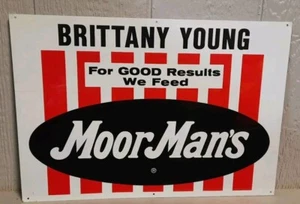 BRITTANY YOUNG
For GOOD Results
We Feed
MoorMan's
®